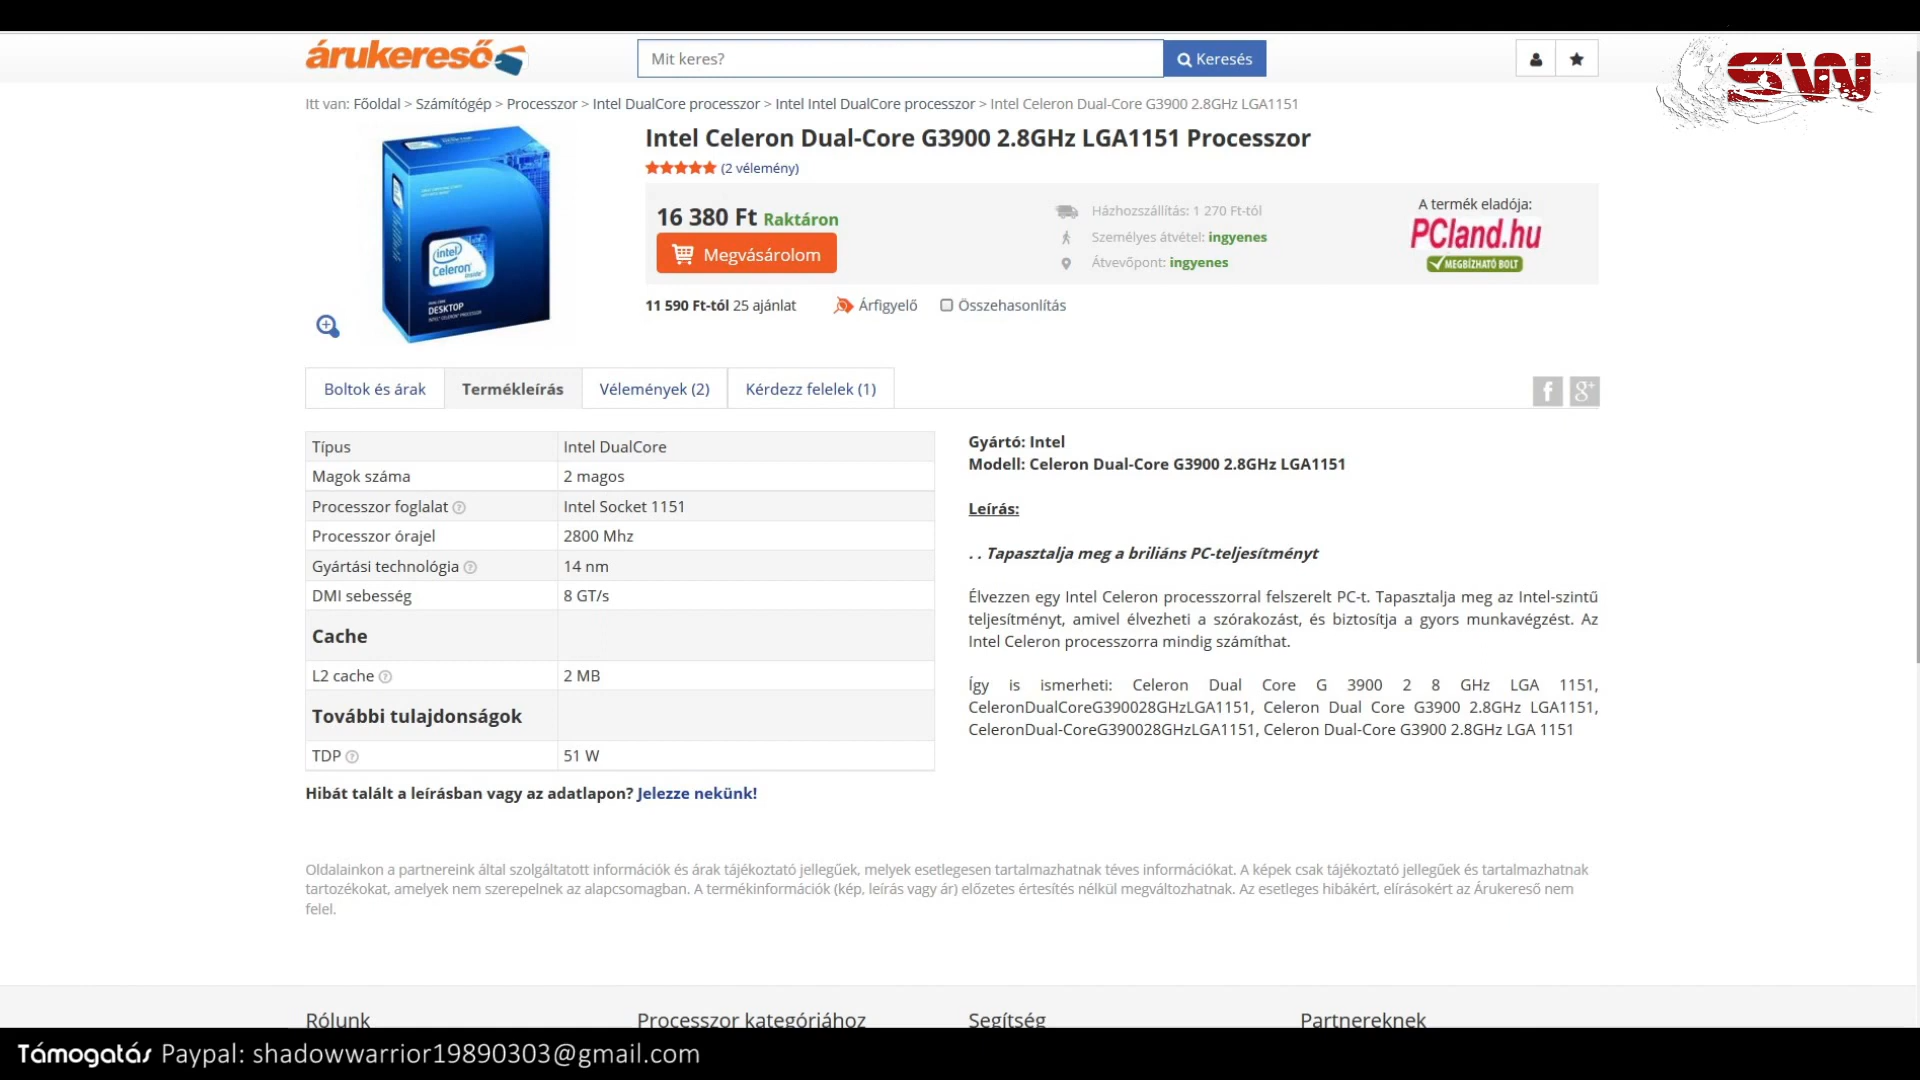 árukereső
Mit keres?
Keresés
SW
Itt van: Főoldal > Számítógép > Processzor > Intel DualCore processzor > Intel Intel DualCore processzor > Intel Celeron Dual-Core G3900 2.8GHz LGA1151
Intel Celeron Dual-Core G3900 2.8GHz LGA1151 Processzor
(2 vélemény)
16 380 Ft Raktáron
Megvásárolom
Házhozszállítás: 1 270 Ft-tól
Személyes átvétel: ingyenes
Átvevőpont: ingyenes
A termék eladója:
PCland.hu
MEGBÍZHATÓ BOLT
intel
Celeron
inside
DESKTOP
11 590 Ft-tól 25 ajánlat
Árfigyelő
Összehasonlítás
Boltok és árak
Termékleírás
Vélemények (2)
Kérdezz felelek (1)
f
g+
Típus Intel DualCore
Magok száma 2 magos
Processzor foglalat ? Intel Socket 1151
Processzor órajel 2800 Mhz
Gyártási technológia ? 14 nm
DMI sebesség 8 GT/s
Cache
L2 cache ? 2 MB
További tulajdonságok
TDP ? 51 W
Hibát talált a leírásban vagy az adatlapon? Jelezze nekünk!
Gyártó: Intel
Modell: Celeron Dual-Core G3900 2.8GHz LGA1151
Leírás:
. . Tapasztalja meg a briliáns PC-teljesítményt
Élvezzen egy Intel Celeron processzorral felszerelt PC-t. Tapasztalja meg az Intel-szintű
teljesítményt, amivel élvezheti a szórakozást, és biztosítja a gyors munkavégzést. Az
Intel Celeron processzorra mindig számíthat.
Így is ismerheti: Celeron Dual Core G 3900 2 8 GHz LGA 1151,
CeleronDualCoreG390028GHzLGA1151, Celeron Dual Core G3900 2.8GHz LGA1151,
CeleronDual-CoreG390028GHzLGA1151, Celeron Dual-Core G3900 2.8GHz LGA 1151
Oldalainkon a partnereink által szolgáltatott információk és árak tájékoztató jellegűek, melyek esetlegesen tartalmazhatnak téves információkat. A képek csak tájékoztató jellegűek és tartalmazhatnak
tartozékokat, amelyek nem szerepelnek az alapcsomagban. A termékinformációk (kép, leírás vagy ár) előzetes értesítés nélkül megváltozhatnak. Az esetleges hibákért, elírásokért az Árukereső nem
felel.
Rólunk
Processzor kategóriához
Segítség
Partnereknek
Támogatás Paypal: shadowwarrior19890303@gmail.com